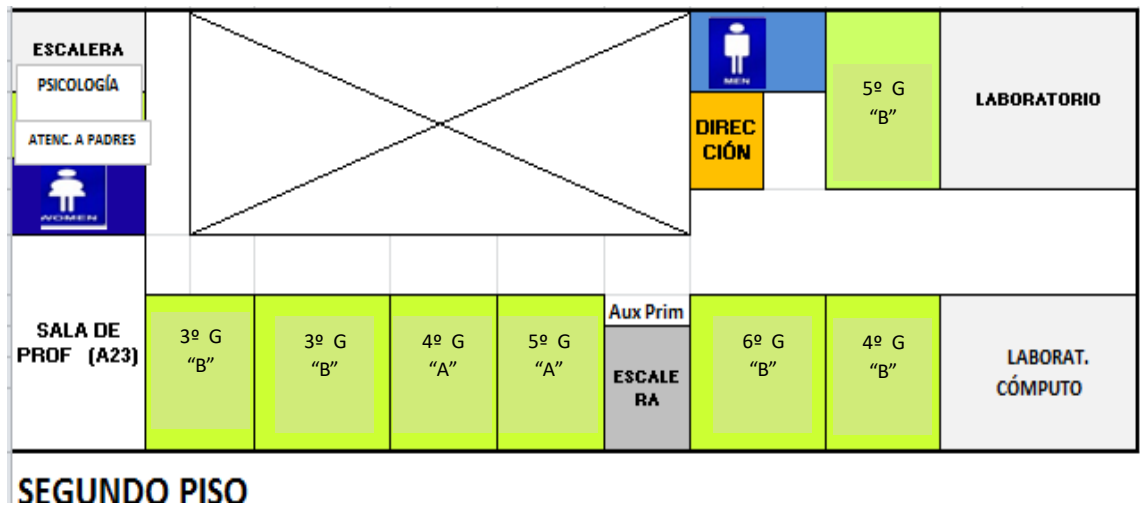 ESCALERA
PSICOLOGÍA
ATENC. A PADRES
WOMEN
MEN
DIREC
CIÓN
5º G
“B”
LABORATORIO
SALA DE
PROF (A23)
3º G
“B”
3º G
“B”
4º G
“A”
5º G
“A”
Aux Prim
ESCALE
RA
6º G
“B”
4º G
“B”
LABORAT.
CÓMPUTO
SEGUNDO PISO